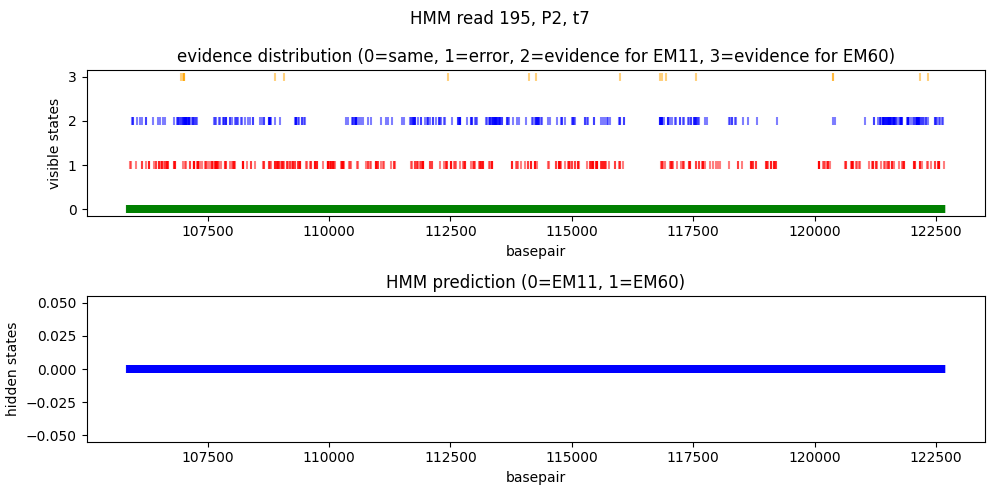 HMM read 195, P2, t7
evidence distribution (0=same, 1=error, 2=evidence for EM11, 3=evidence for EM60)
3
2
1
0
visible states
107500 110000 112500 115000 117500 120000 122500
basepair
HMM prediction (0=EM11, 1=EM60)
0.050
0.025
0.000
−0.025
−0.050
hidden states
107500 110000 112500 115000 117500 120000 122500
basepair